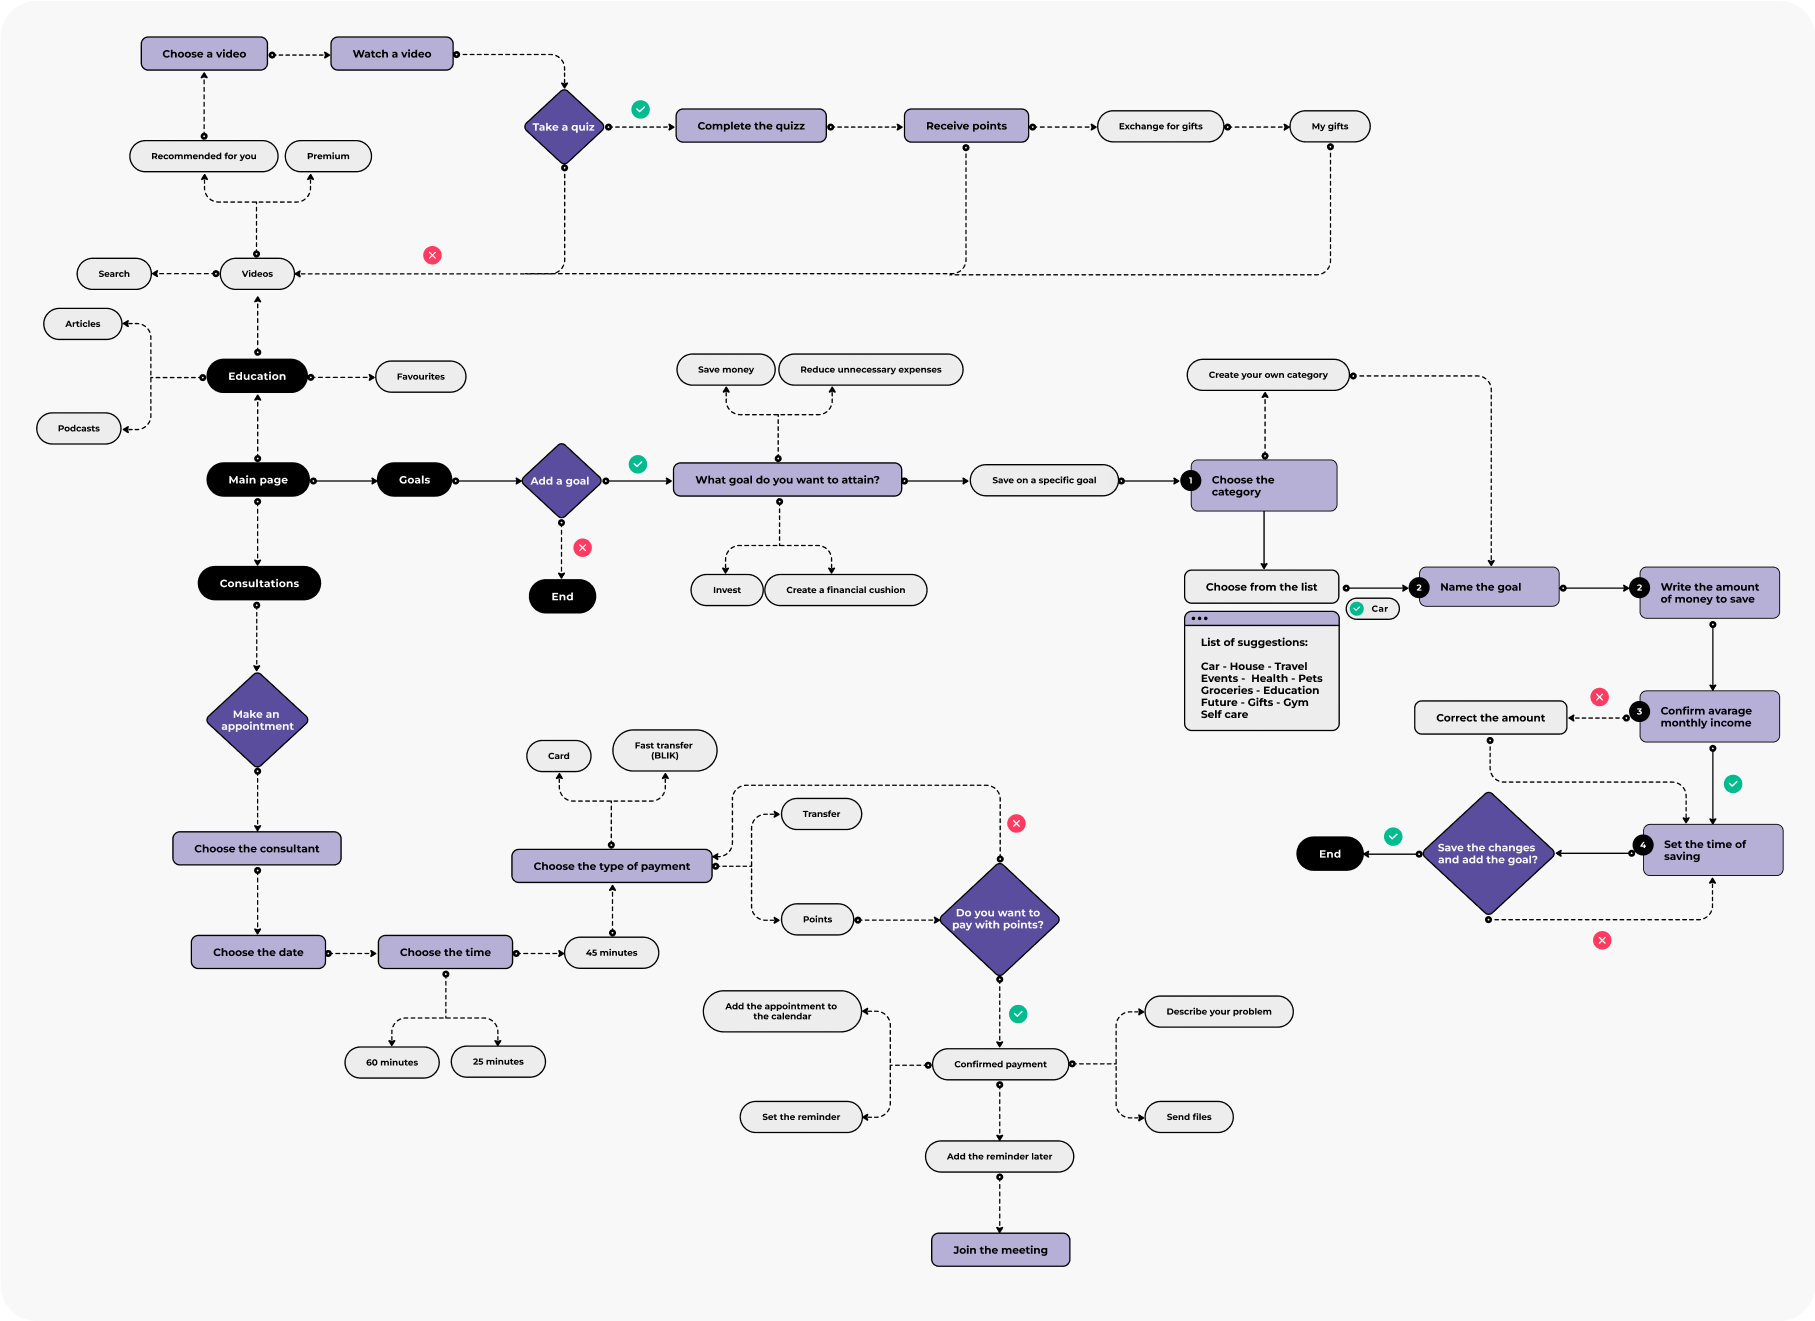 Choose a video
Watch a video
Take a quiz
Complete the quizz
Receive points
Exchange for gifts
My gifts
Recommended for you
Premium
Search
Videos
Articles
Education
Favourites
Podcasts
Save money
Reduce unnecessary expenses
Create your own category
Main page
Goals
Add a goal
What goal do you want to attain?
Save on a specific goal
1
Choose the
category
Consultations
End
Invest
Create a financial cushion
Choose from the list
Car
2
Name the goal
2
Write the amount
of money to save
List of suggestions:
Car - House - Travel
Events - Health - Pets
Groceries - Education
Future - Gifts - Gym
Self care
Correct the amount
3
Confirm avarage
monthly income
Make an
appointment
Card
Fast transfer
(BLIK)
Transfer
Choose the consultant
Choose the type of payment
End
Save the changes
and add the goal?
4
Set the time of
saving
Points
Do you want to
pay with points?
Choose the date
Choose the time
45 minutes
60 minutes
25 minutes
Add the appointment to
the calendar
Describe your problem
Confirmed payment
Set the reminder
Send files
Add the reminder later
Join the meeting